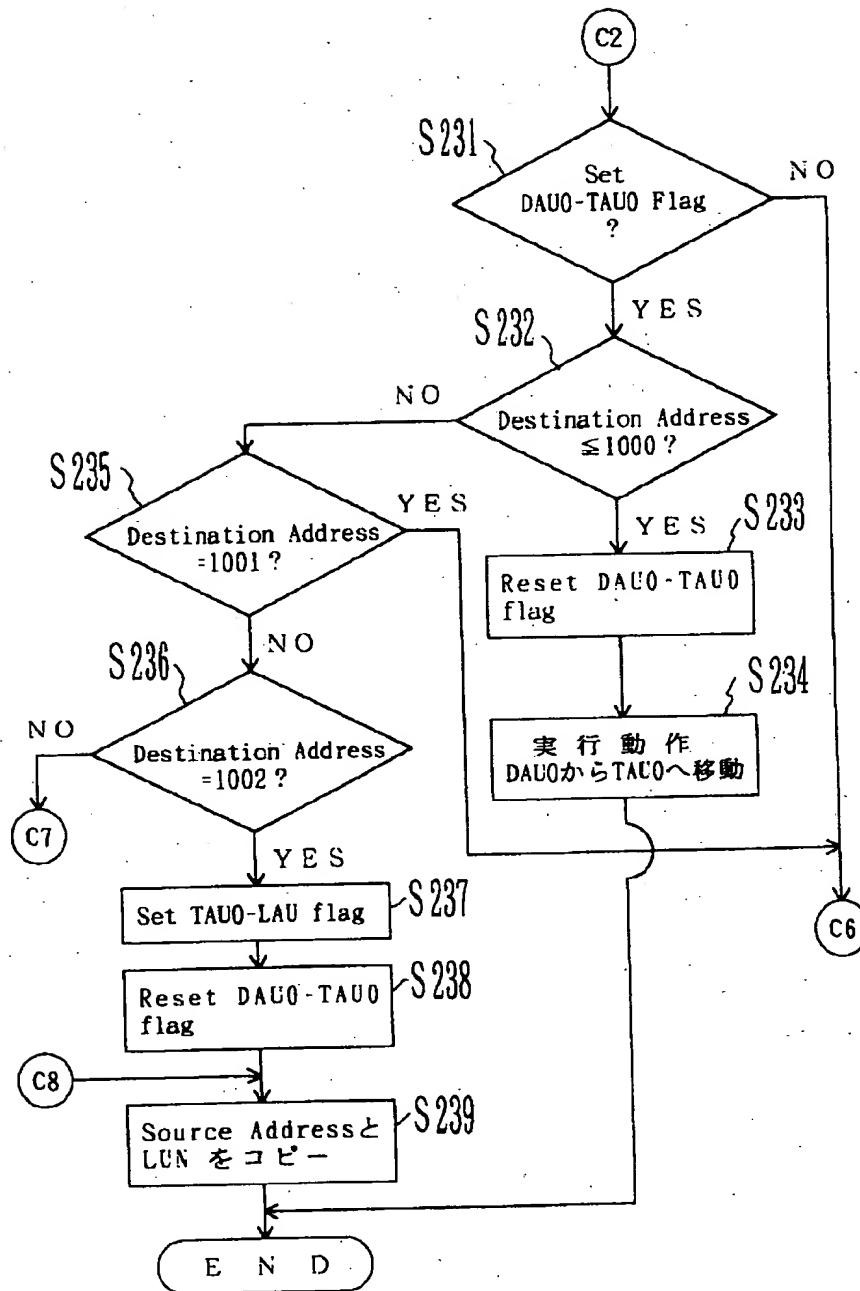 C2
S231
Set
DAU0-TAU0 Flag
?
NO
YES
S232
Destination Address
≦1000?
NO
YES
S235
Destination Address
=1001?
YES
NO
S233
Reset DAU0-TAU0
flag
S234
実行動作
DAU0からTAU0へ移動
S236
Destination Address
=1002?
NO
C7
YES
Set TAU0-LAU flag
S237
Reset DAU0-TAU0
flag
S238
C6
C8
Source Addressと
LUN をコピー
S239
END